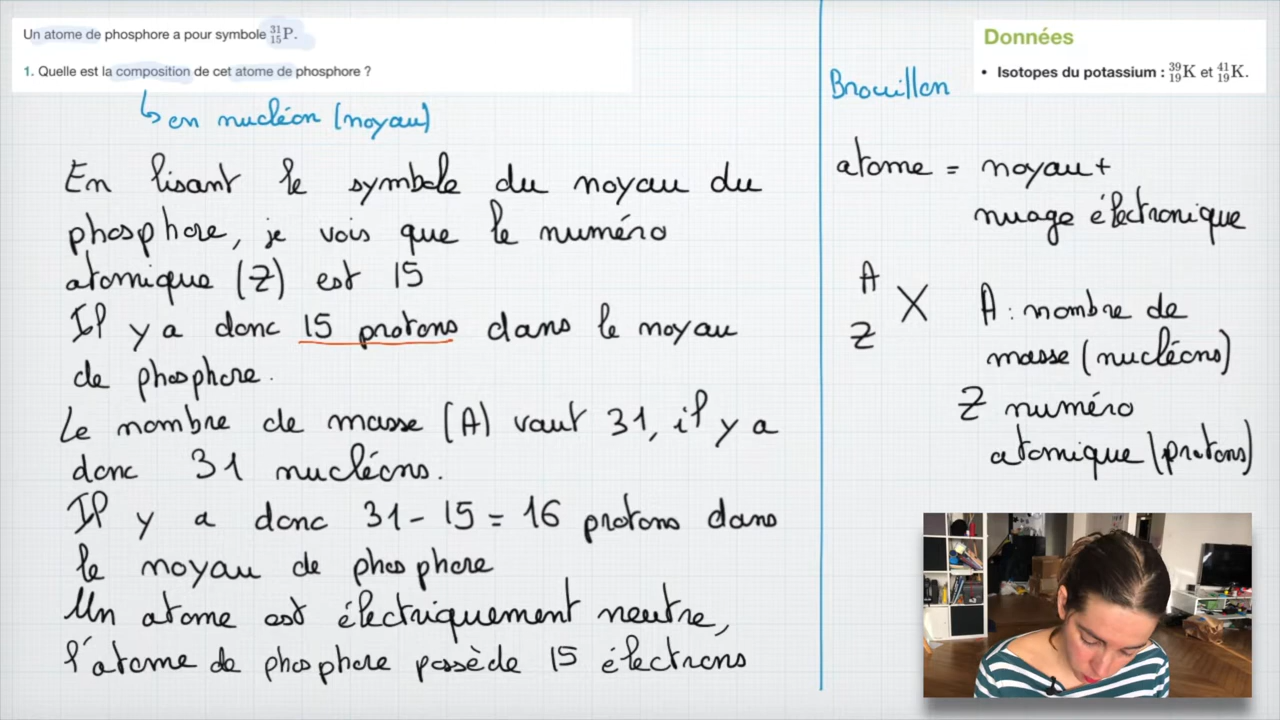 Un atome de phosphore a pour symbole ³¹₁₅P.
1. Quelle est la composition de cet atome de phosphore ?
↳ en nucléon (noyau)
En lisant le symbole du noyau du
phosphore, je vois que le numéro
atomique (Z) est 15
Il y a donc 15 protons dans le noyau
de phosphore.
Le nombre de masse (A) vaut 31, il y a
donc 31 nucléons.
Il y a donc 31 - 15 = 16 protons dans
le noyau de phosphore
Un atome est électriquement neutre,
l'atome de phosphore possède 15 électrons
Données
• Isotopes du potassium : ³⁹₁₉K et ⁴¹₁₉K.
Brouillon
atome = noyau +
nuage électronique
A
X
Z
A : nombre de
masse (nucléons)
Z numéro
atomique (protons)